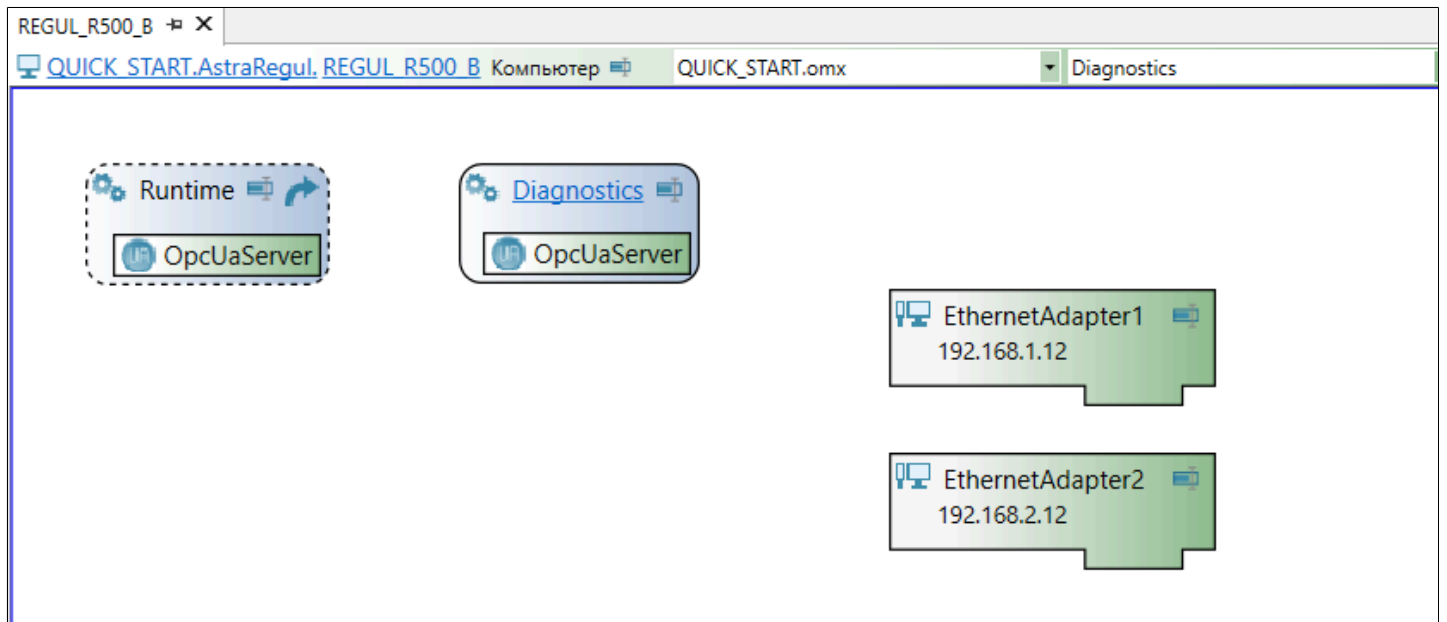 REGUL_R500_B
QUICK_START.AstraRegul. REGUL_R500_B Компьютер QUICK_START.omx Diagnostics
Runtime
OpcUaServer
Diagnostics
OpcUaServer
EthernetAdapter1
192.168.1.12
EthernetAdapter2
192.168.2.12